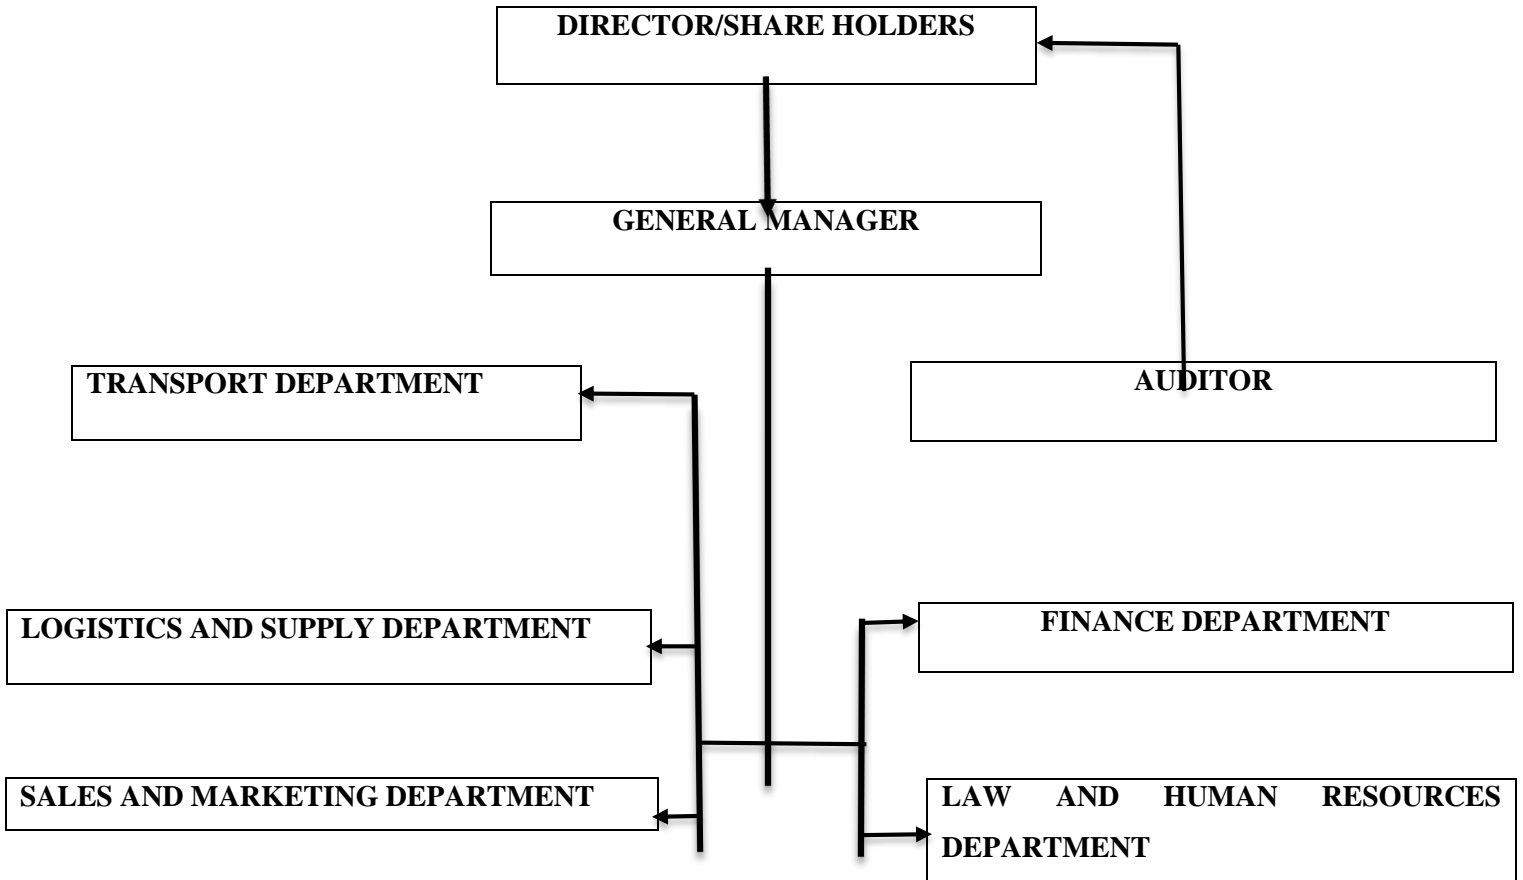 DIRECTOR/SHARE HOLDERS
GENERAL MANAGER
TRANSPORT DEPARTMENT
AUDITOR
LOGISTICS AND SUPPLY DEPARTMENT
FINANCE DEPARTMENT
SALES AND MARKETING DEPARTMENT
LAW AND HUMAN RESOURCES
DEPARTMENT